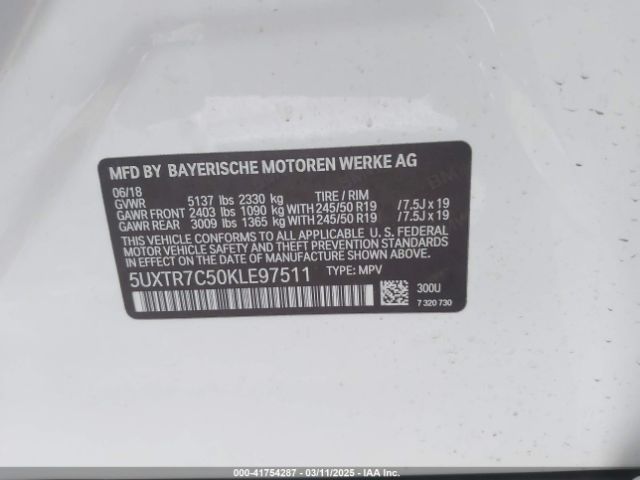 MFD BY BAYERISCHE MOTOREN WERKE AG
06/18
GVWR 5137 lbs 2330 kg TIRE / RIM
GAWR FRONT 2403 lbs 1090 kg WITH 245/50 R19 /7.5J x 19
GAWR REAR 3009 lbs 1365 kg WITH 245/50 R19 /7.5J x 19
THIS VEHICLE CONFORMS TO ALL APPLICABLE U. S. FEDERAL
MOTOR VEHICLE SAFETY AND THEFT PREVENTION STANDARDS
IN EFFECT ON THE DATE OF MANUFACTURE SHOWN ABOVE.
5UXTR7C50KLE97511 TYPE: MPV
300U
7 320 730
000-41754287 - 03/11/2025 - IAAI.COM